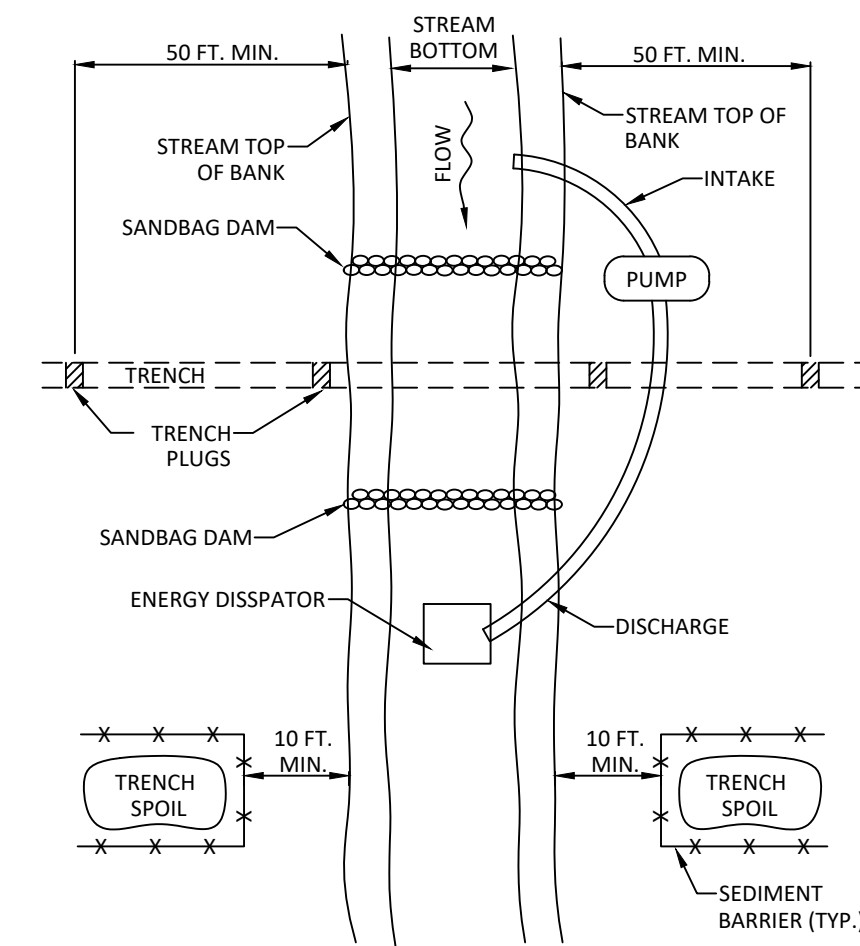 STREAM
BOTTOM
50 FT. MIN.
50 FT. MIN.
STREAM TOP
OF BANK
FLOW
STREAM TOP OF
BANK
INTAKE
SANDBAG DAM
PUMP
TRENCH
TRENCH
PLUGS
SANDBAG DAM
ENERGY DISSPATOR
DISCHARGE
10 FT.
MIN.
10 FT.
MIN.
TRENCH
SPOIL
TRENCH
SPOIL
SEDIMENT
BARRIER (TYP.)